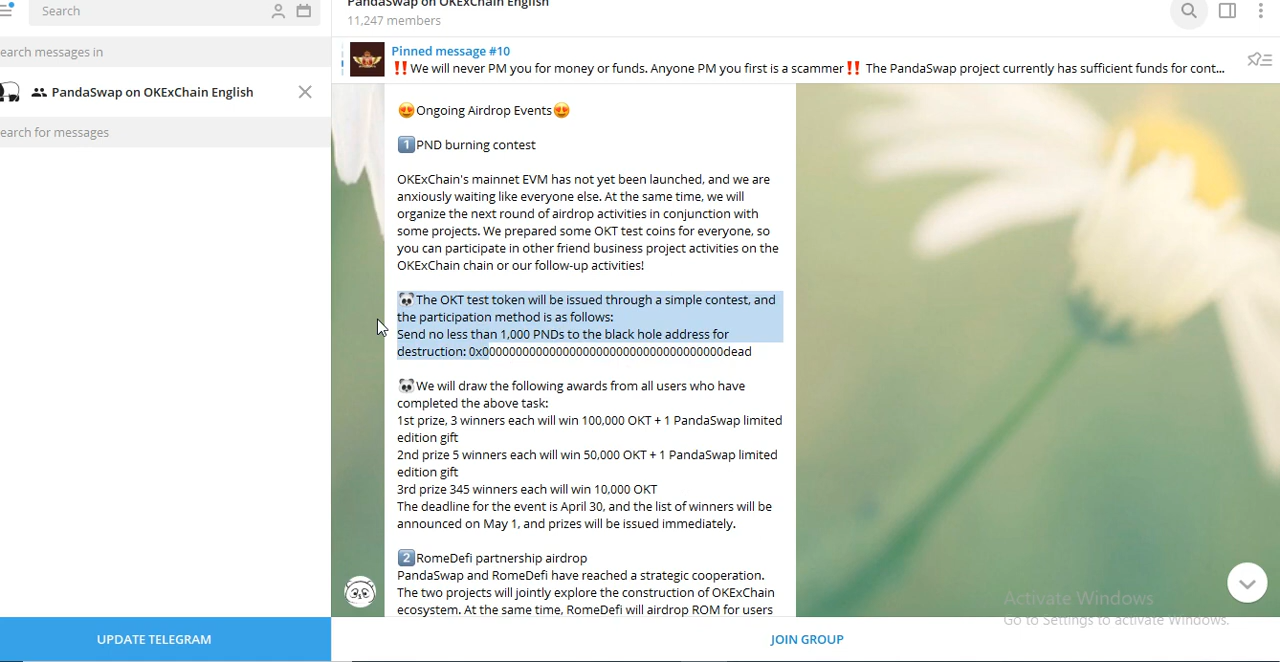 Search
PandaSwap on OKExChain English
11,247 members
earch messages in
Pinned message #10
‼️We will never PM you for money or funds. Anyone PM you first is a scammer‼️ The PandaSwap project currently has sufficient funds for cont...
PandaSwap on OKExChain English
earch for messages
😍Ongoing Airdrop Events😍
1️⃣PND burning contest
OKExChain's mainnet EVM has not yet been launched, and we are
anxiously waiting like everyone else. At the same time, we will
organize the next round of airdrop activities in conjunction with
some projects. We prepared some OKT test coins for everyone, so
you can participate in other friend business project activities on the
OKExChain chain or our follow-up activities!
🐼The OKT test token will be issued through a simple contest, and
the participation method is as follows:
Send no less than 1,000 PNDs to the black hole address for
destruction: 0x000000000000000000000000000000000000dead
🐼We will draw the following awards from all users who have
completed the above task:
1st prize, 3 winners each will win 100,000 OKT + 1 PandaSwap limited
edition gift
2nd prize 5 winners each will win 50,000 OKT + 1 PandaSwap limited
edition gift
3rd prize 345 winners each will win 10,000 OKT
The deadline for the event is April 30, and the list of winners will be
announced on May 1, and prizes will be issued immediately.
2️⃣RomeDefi partnership airdrop
PandaSwap and RomeDefi have reached a strategic cooperation.
The two projects will jointly explore the construction of OKExChain
ecosystem. At the same time, RomeDefi will airdrop ROM for users
Activate Windows
Go to Settings to activate Windows.
UPDATE TELEGRAM
JOIN GROUP